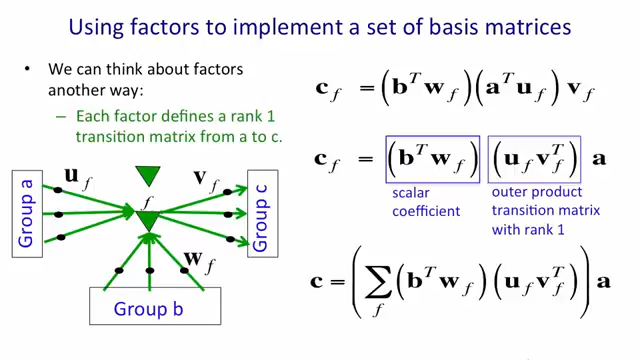 Using factors to implement a set of basis matrices
• We can think about factors
another way:
– Each factor defines a rank 1
transition matrix from a to c.
u_f
v_f
f
w_f
Group a
Group c
Group b
c_f = (b^T w_f)(a^T u_f) v_f
c_f = (b^T w_f) (u_f v_f^T) a
scalar
coefficient
outer product
transition matrix
with rank 1
c = (∑_f (b^T w_f)(u_f v_f^T)) a